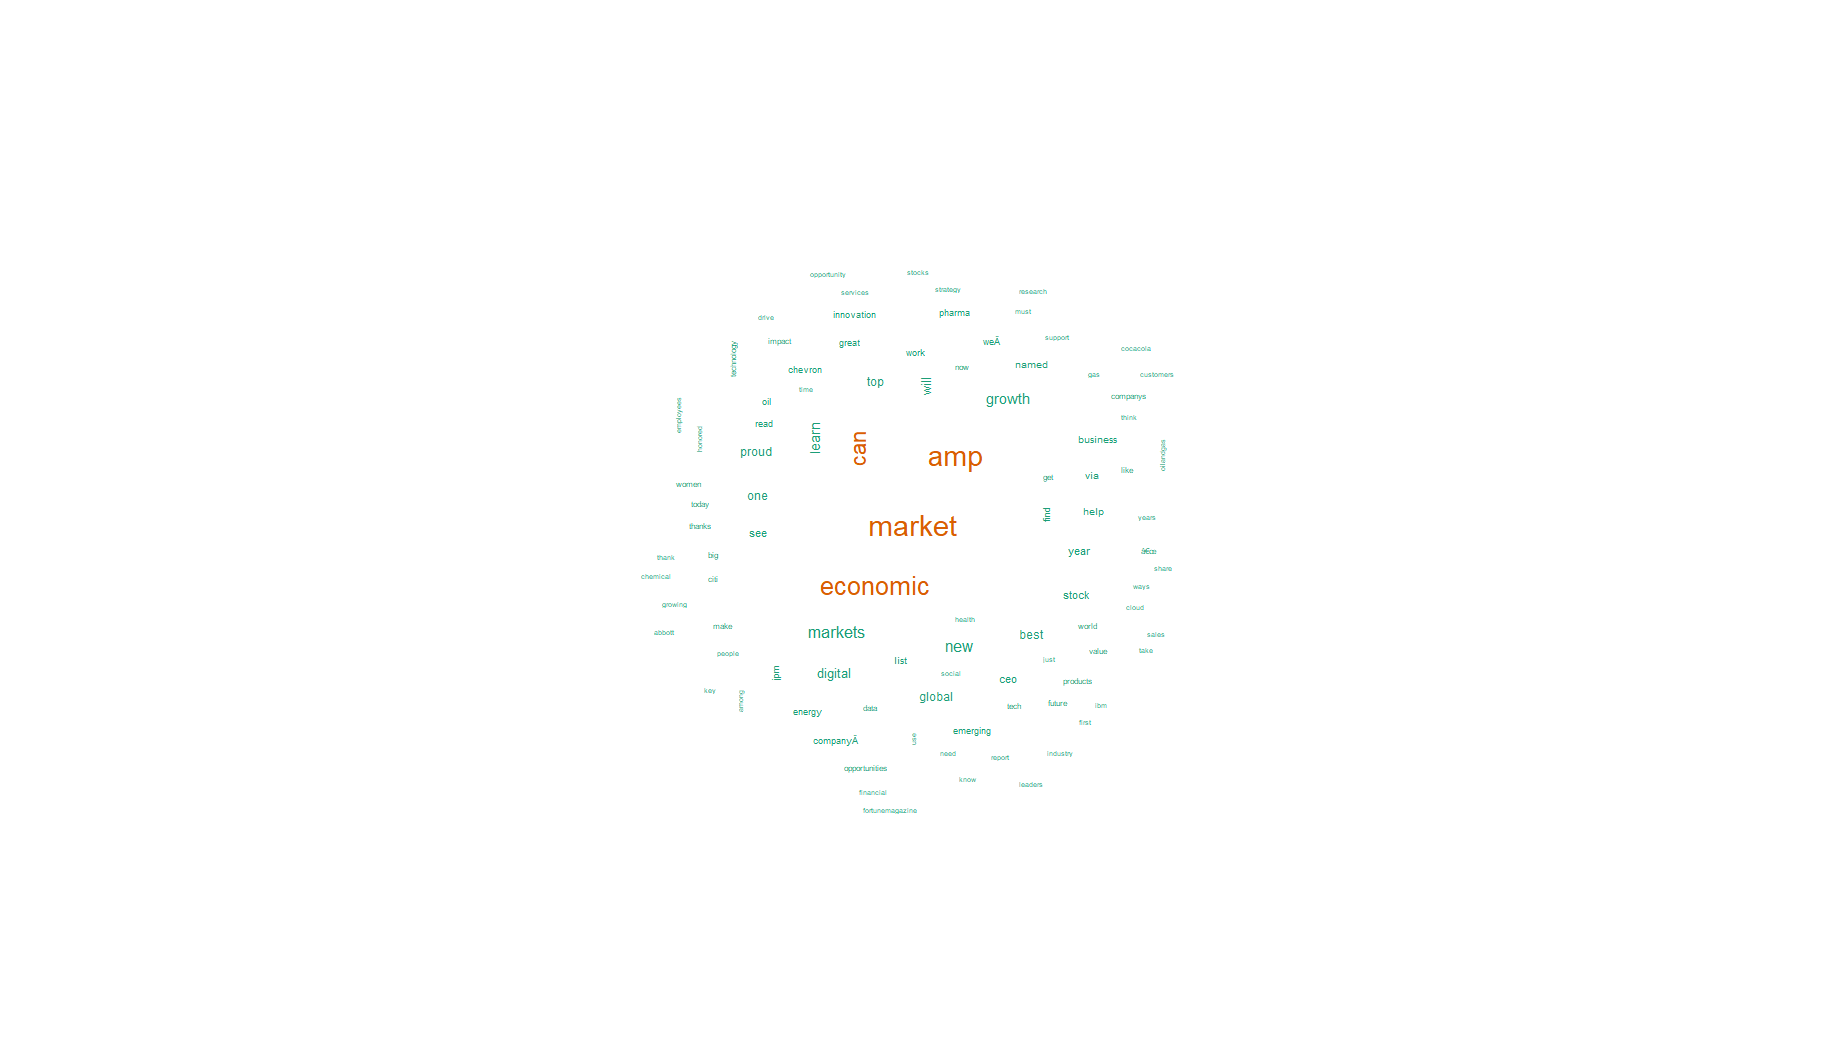 stocks
opportunity
strategy
services
research
must
pharma
innovation
drive
support
weÃ
impact
great
cocacola
work
technology
named
now
chevron
gas
customers
top
will
time
companys
growth
oil
employees
think
read
learn
honored
business
can
proud
oilandgas
amp
like
via
get
women
one
today
help
find
years
market
thanks
see
year
â€œ
big
thank
share
chemical
citi
economic
ways
stock
growing
cloud
health
make
world
abbott
markets
best
sales
new
value
take
people
list
just
jpm
digital
social
ceo
products
key
global
among
future
tech
ibm
data
energy
first
emerging
use
companyÃ
need
industry
report
opportunities
know
leaders
financial
fortunemagazine